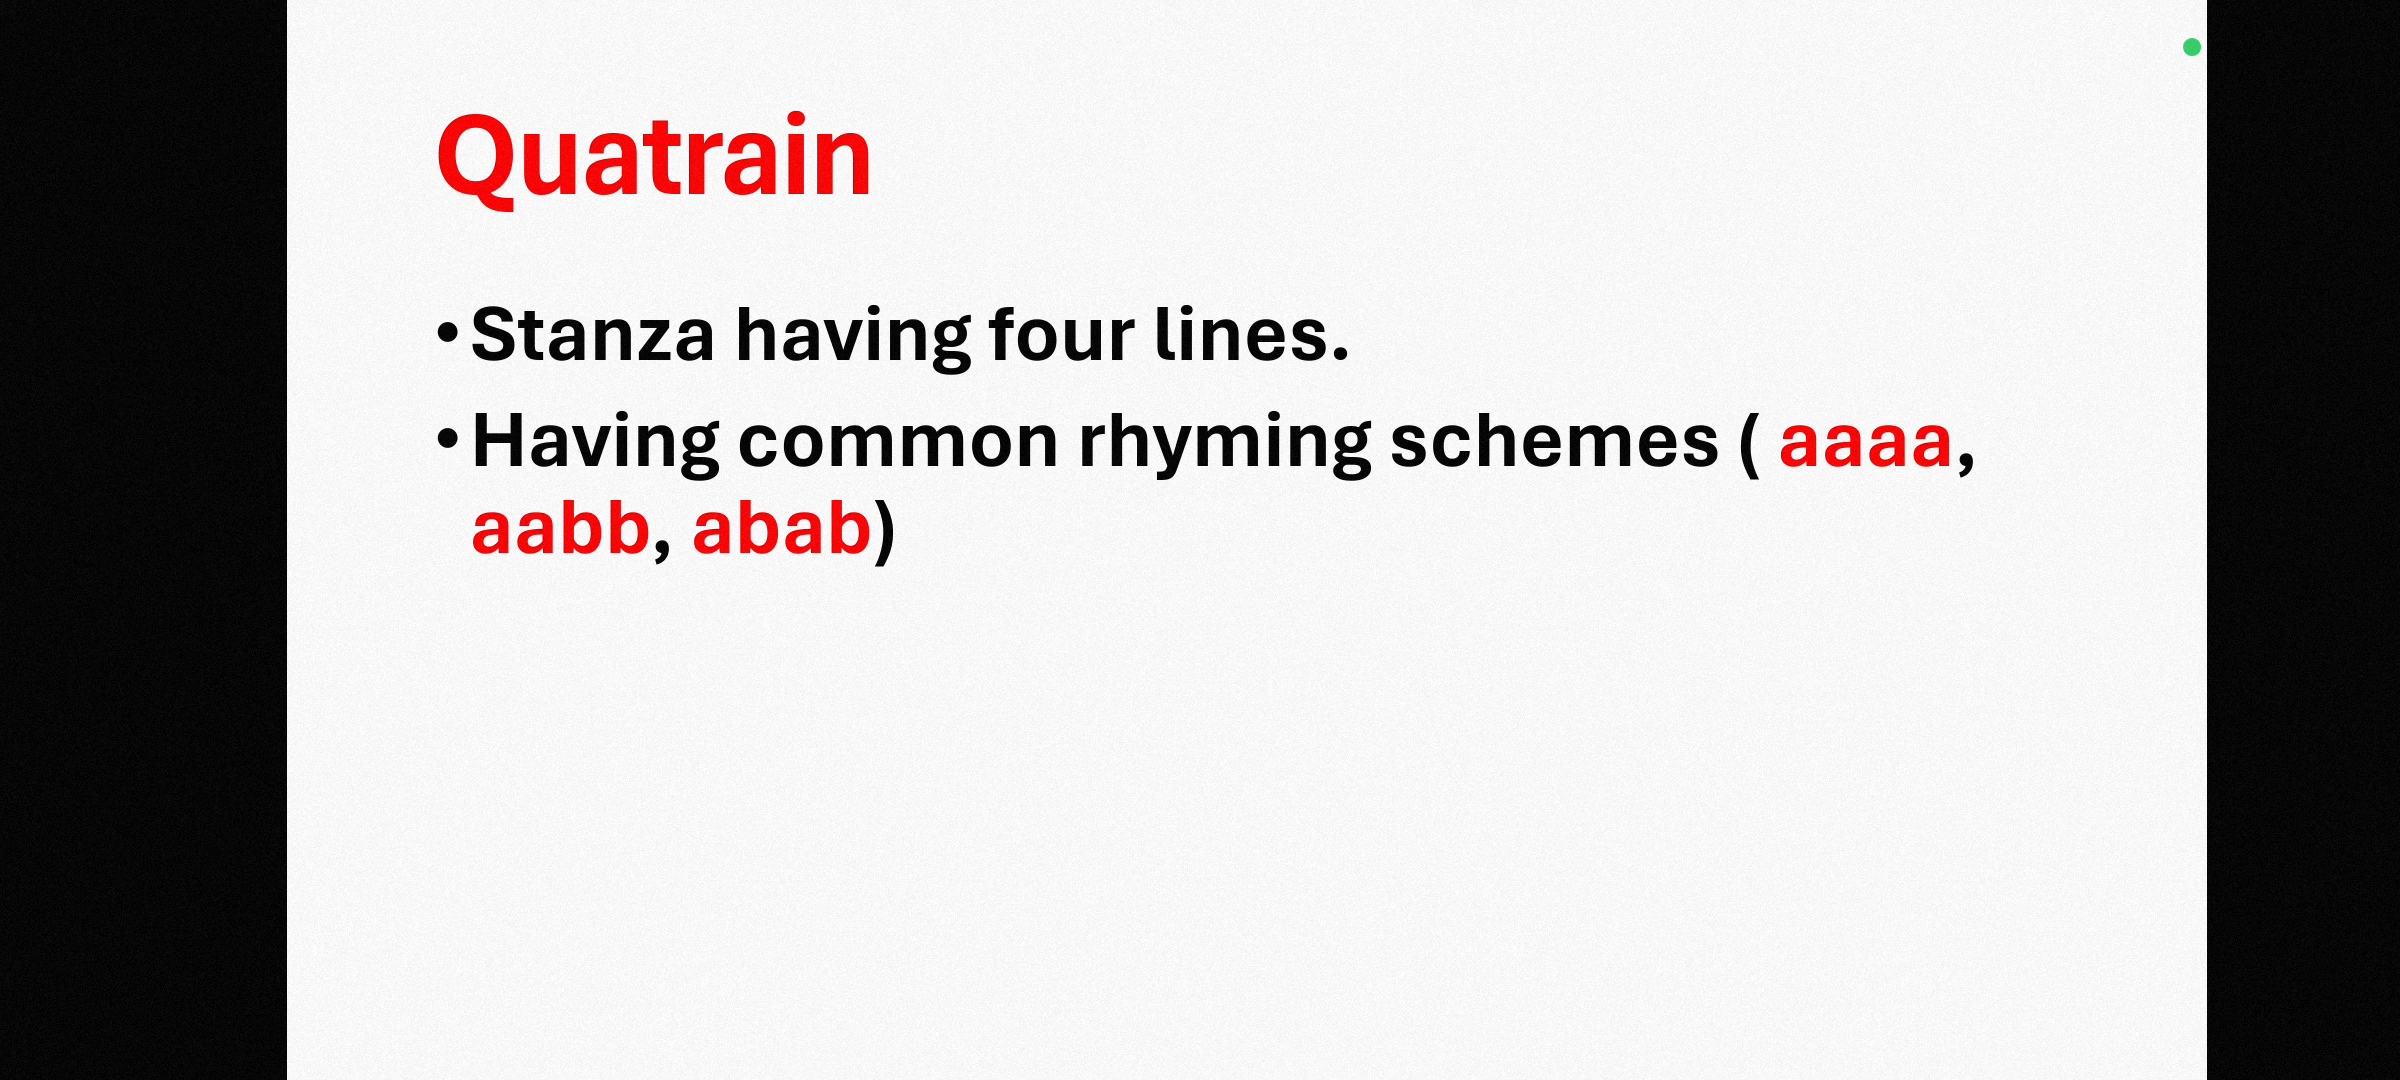 Quatrain
• Stanza having four lines.
• Having common rhyming schemes ( aaaa,
aabb, abab)